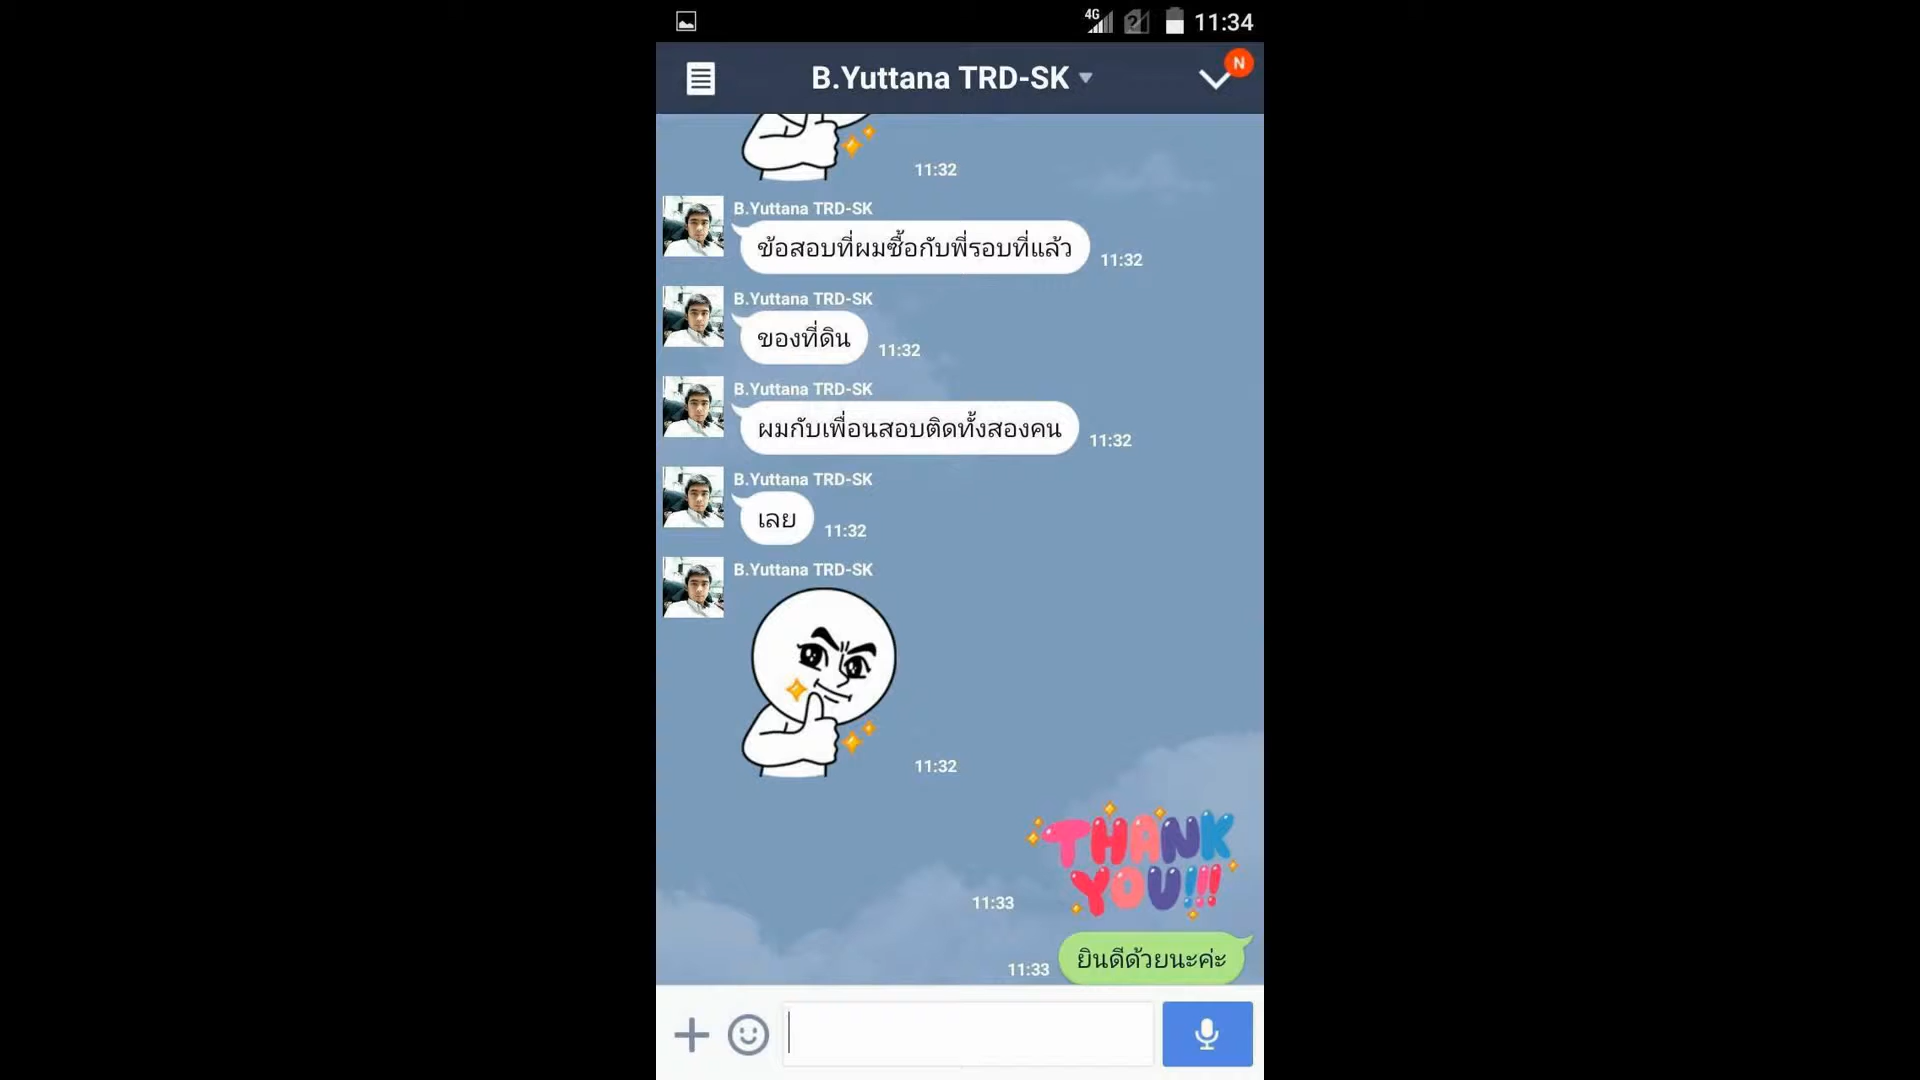 4G 11:34
B.Yuttana TRD-SK N
11:32
B.Yuttana TRD-SK
ข้อสอบที่ผมซื้อกับพี่รอบที่แล้ว 11:32
B.Yuttana TRD-SK
ของที่ดิน 11:32
B.Yuttana TRD-SK
ผมกับเพื่อนสอบติดทั้งสองคน 11:32
B.Yuttana TRD-SK
เลย 11:32
B.Yuttana TRD-SK
11:32
THANK
YOU!!!
11:33
ยินดีด้วยนะค่ะ
11:33